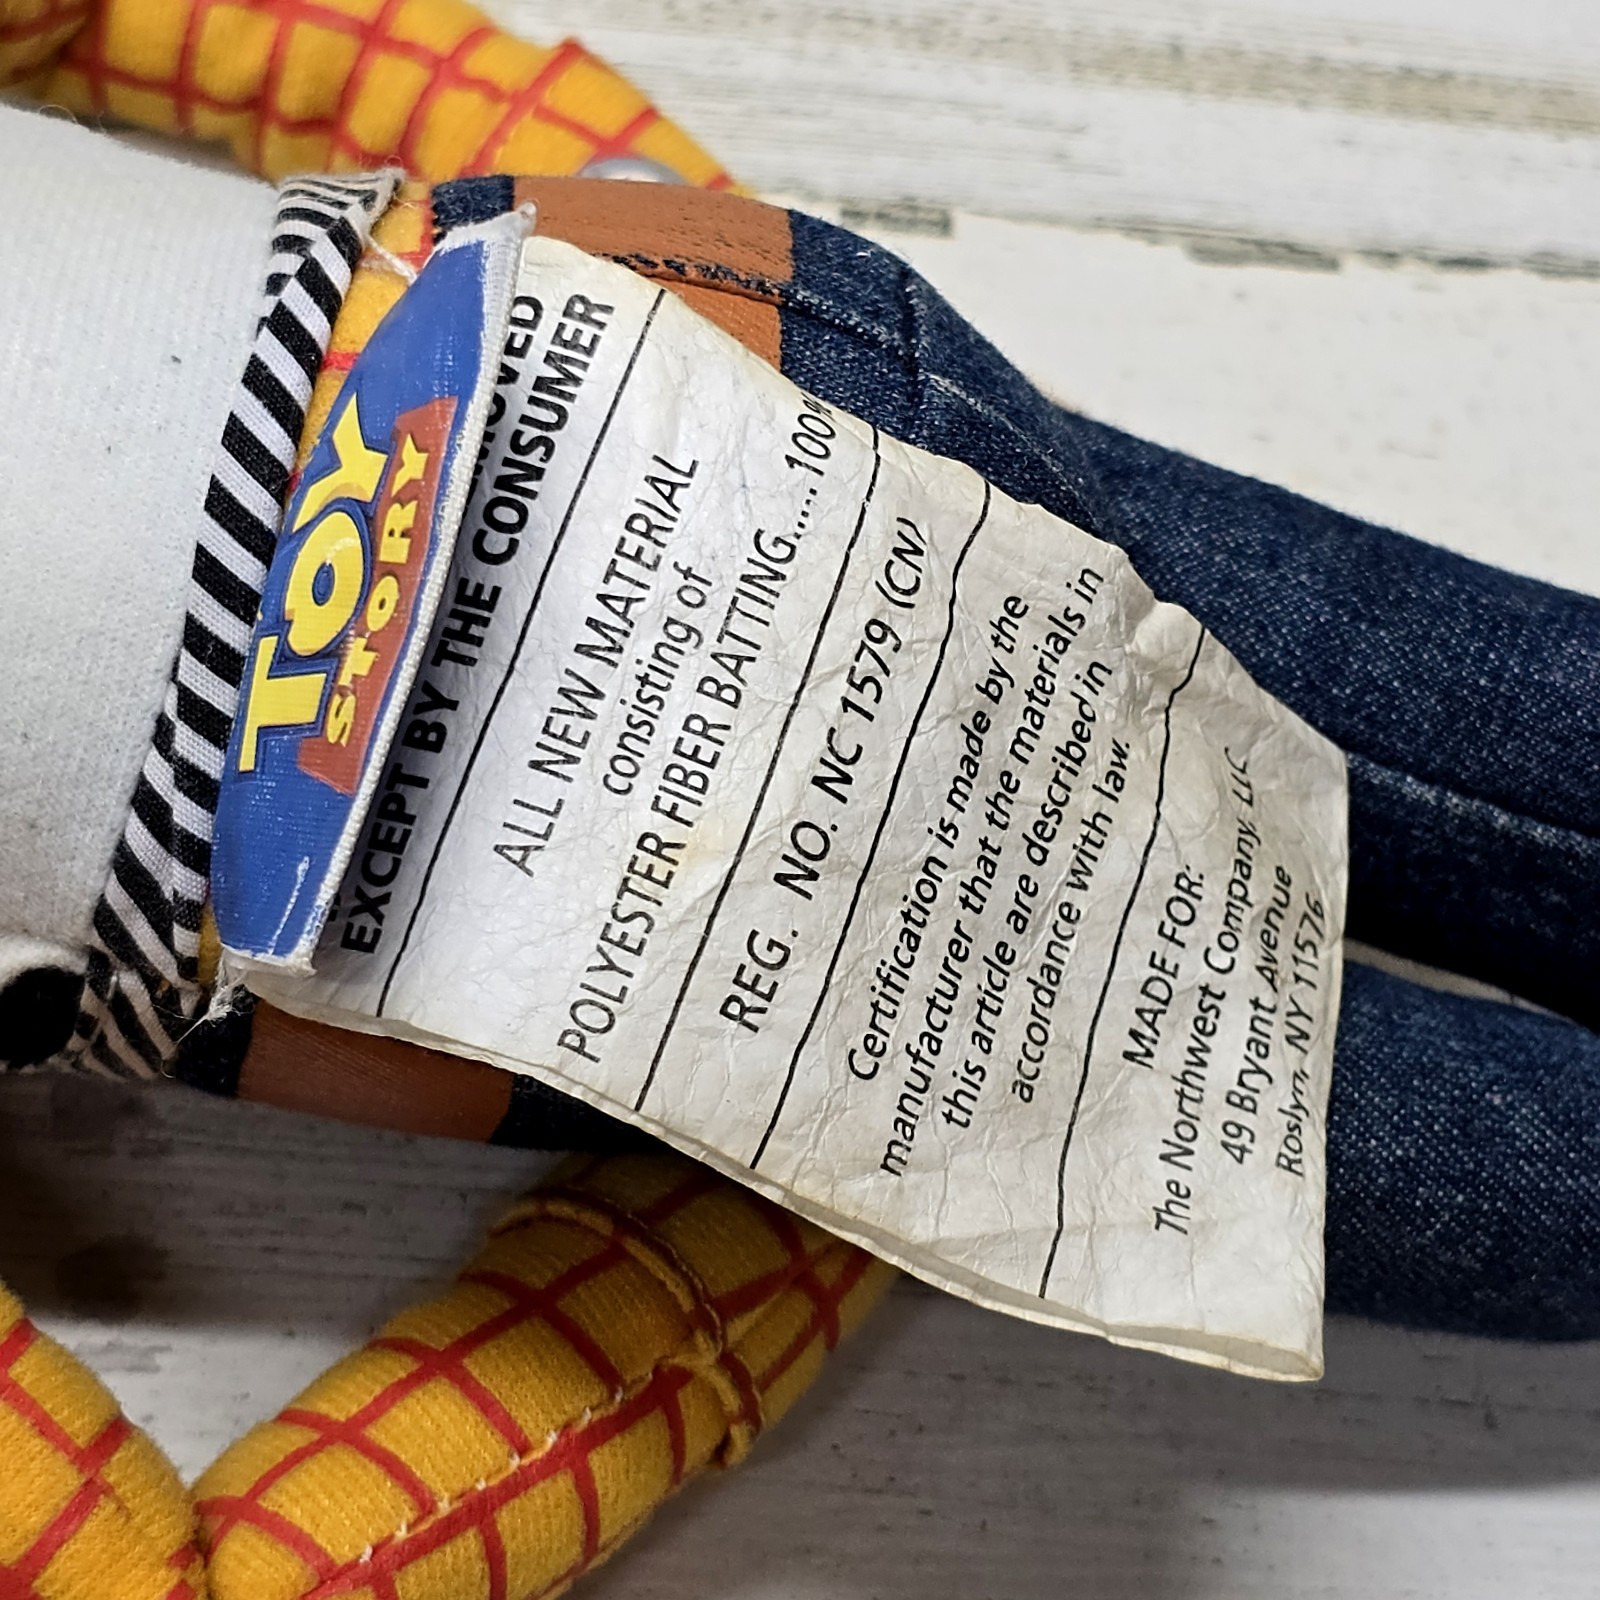 TOY
STORY
EXCEPT BY THE CONSUMER
ALL NEW MATERIAL
consisting of
POLYESTER FIBER BATTING..... 100%
REG. NO. NC 1579 (CN)
Certification is made by the
manufacturer that the materials in
this article are described in
accordance with law.
MADE FOR:
The Northwest Company, LLC
49 Bryant Avenue
Roslyn, NY 11576